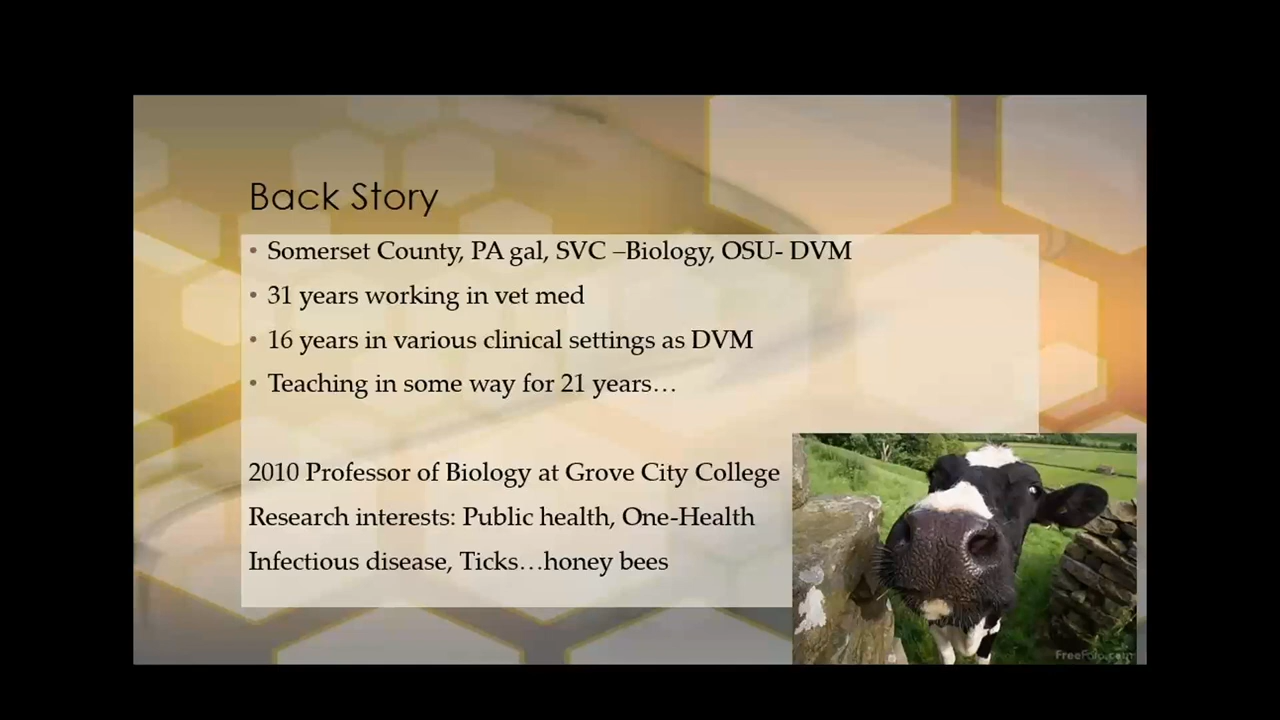 Back Story
• Somerset County, PA gal, SVC –Biology, OSU- DVM
• 31 years working in vet med
• 16 years in various clinical settings as DVM
• Teaching in some way for 21 years…
2010 Professor of Biology at Grove City College
Research interests: Public health, One-Health
Infectious disease, Ticks…honey bees